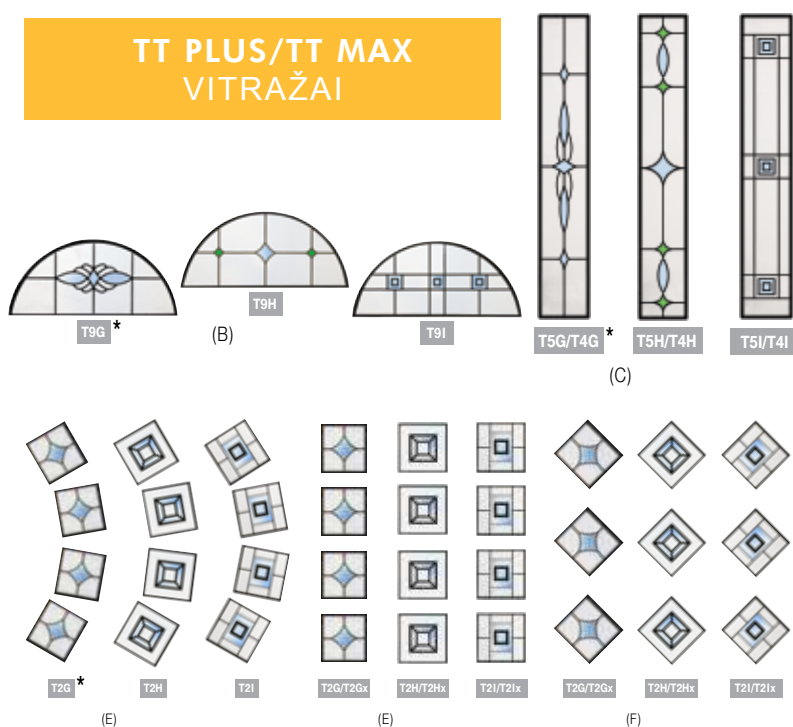 TT PLUS/TT MAX
VITRAŽAI
T9G *
(B)
T9H
T9I
T5G/T4G *
T5H/T4H
T5I/T4I
(C)
T2G *
T2H
T2I
T2G/T2Gx
T2H/T2Hx
T2I/T2Ix
T2G/T2Gx
T2H/T2Hx
T2I/T2Ix
(E)
(E)
(F)